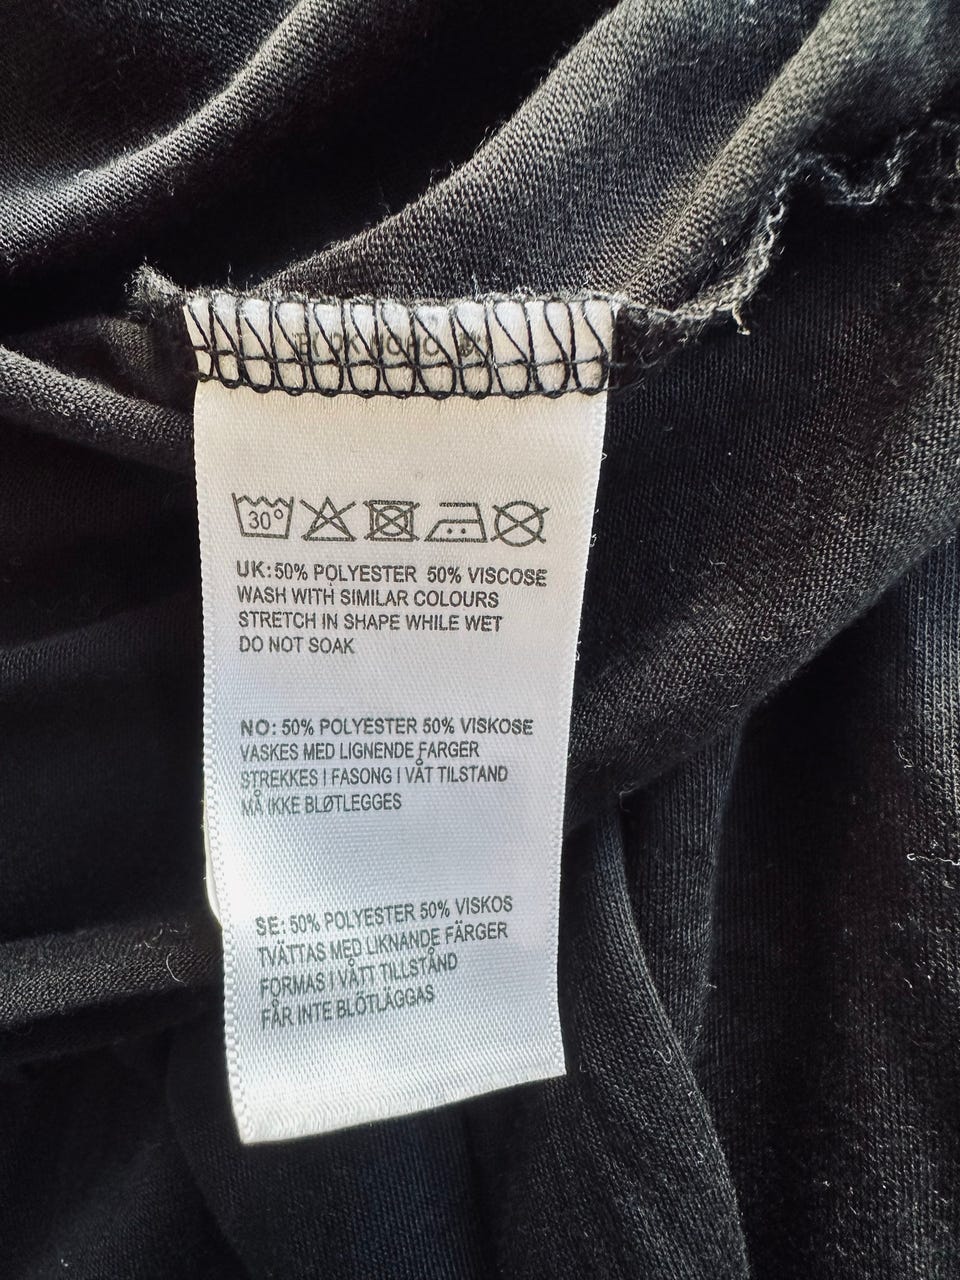 30°
UK: 50% POLYESTER 50% VISCOSE
WASH WITH SIMILAR COLOURS
STRETCH IN SHAPE WHILE WET
DO NOT SOAK
NO: 50% POLYESTER 50% VISKOSE
VASKES MED LIGNENDE FARGER
STREKKES I FASONG I VÅT TILSTAND
MÅ IKKE BLØTLEGGES
SE: 50% POLYESTER 50% VISKOS
TVÄTTAS MED LIKNANDE FÄRGER
FORMAS I VÅTT TILLSTÅND
FÅR INTE BLÖTLÄGGAS